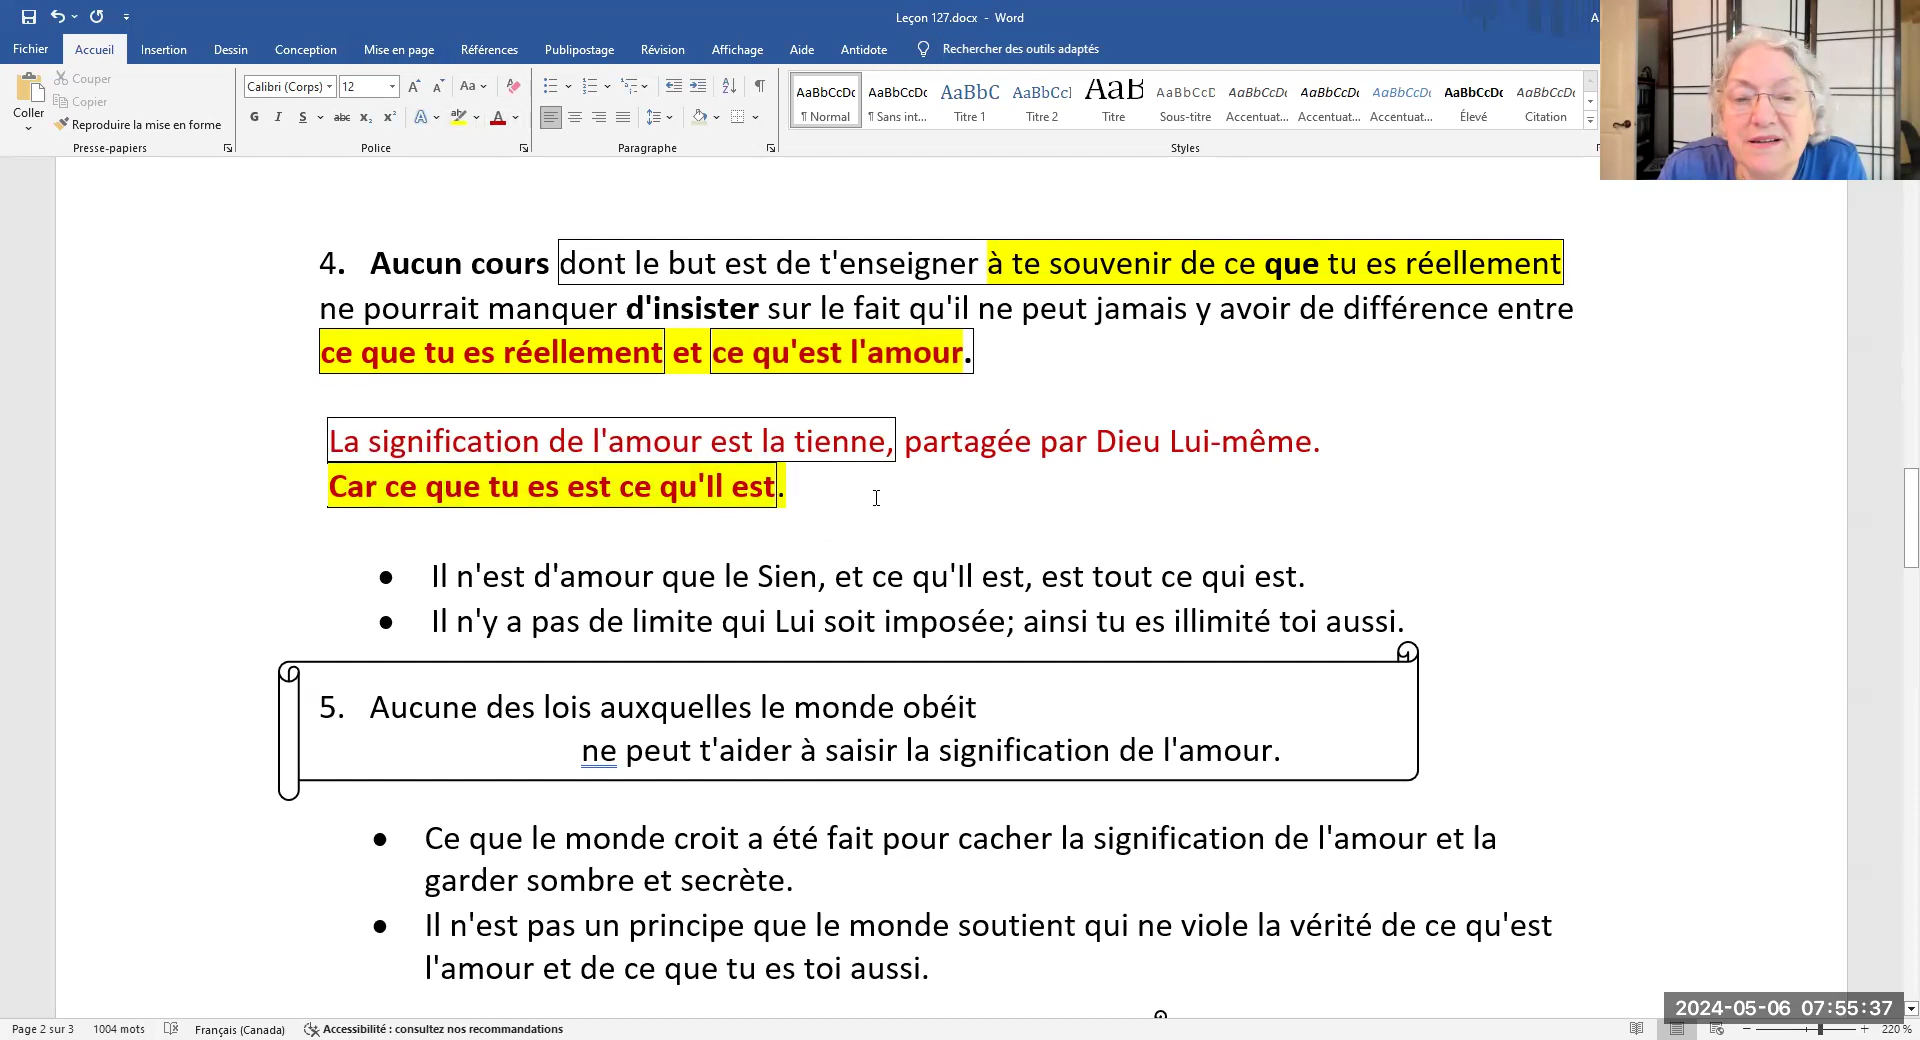 Leçon 127.docx - Word
A
Fichier Accueil Insertion Dessin Conception Mise en page Références Publipostage Révision Affichage Aide Antidote Rechercher des outils adaptés
Coller
Couper
Copier
Reproduire la mise en forme
Presse-papiers
Calibri (Corps) 12
Aa
G I S abc x₂ x²
Police
Paragraphe
AaBbCcDc AaBbCcDc AaBbC AaBbCcI AaB AaBbCcD AaBbCcDc AaBbCcDc AaBbCcDc AaBbCcDc AaBbCcDc
¶ Normal ¶ Sans int... Titre 1 Titre 2 Titre Sous-titre Accentuat... Accentuat... Accentuat... Élevé Citation
Styles
4. Aucun cours dont le but est de t'enseigner à te souvenir de ce que tu es réellement
ne pourrait manquer d'insister sur le fait qu'il ne peut jamais y avoir de différence entre
ce que tu es réellement et ce qu'est l'amour.
La signification de l'amour est la tienne, partagée par Dieu Lui-même.
Car ce que tu es est ce qu'Il est.
● Il n'est d'amour que le Sien, et ce qu'Il est, est tout ce qui est.
● Il n'y a pas de limite qui Lui soit imposée; ainsi tu es illimité toi aussi.
5. Aucune des lois auxquelles le monde obéit
ne peut t'aider à saisir la signification de l'amour.
● Ce que le monde croit a été fait pour cacher la signification de l'amour et la
garder sombre et secrète.
● Il n'est pas un principe que le monde soutient qui ne viole la vérité de ce qu'est
l'amour et de ce que tu es toi aussi.
2024-05-06 07:55:37
Page 2 sur 3 1004 mots Français (Canada) Accessibilité : consultez nos recommandations 220 %